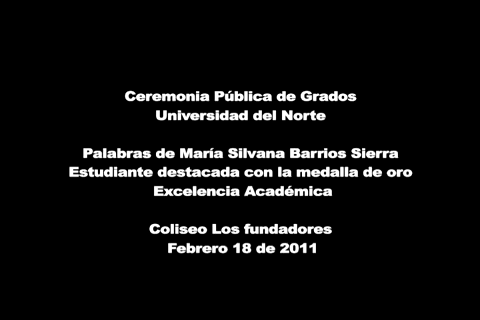 Ceremonia Pública de Grados
Universidad del Norte
Palabras de María Silvana Barrios Sierra
Estudiante destacada con la medalla de oro
Excelencia Académica
Coliseo Los fundadores
Febrero 18 de 2011